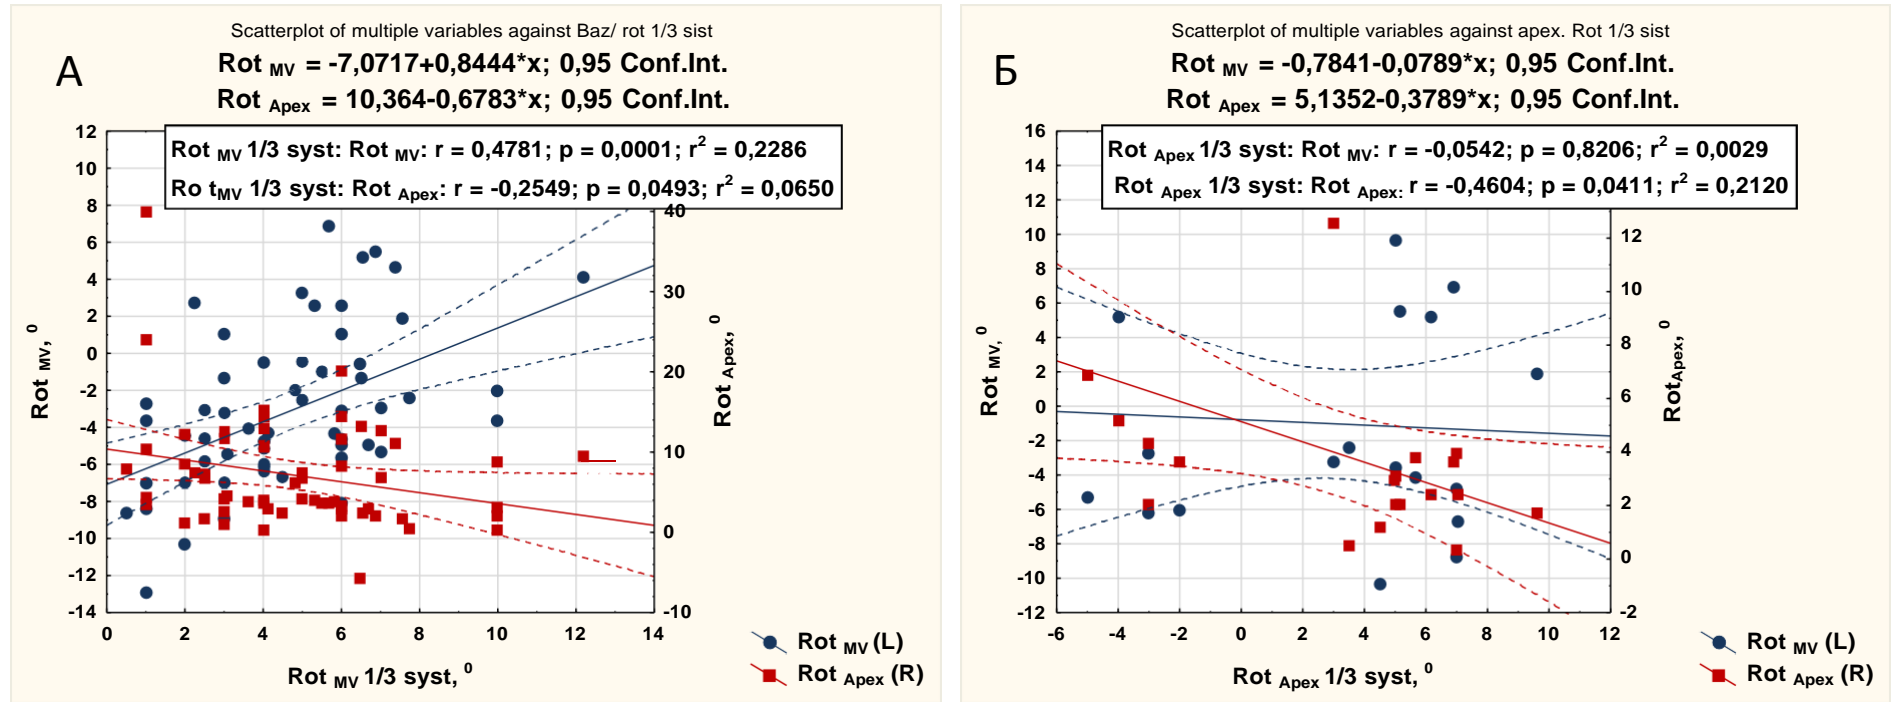 Scatterplot of multiple variables against Baz/ rot 1/3 sist
А
Rot MV = -7,0717+0,8444*x; 0,95 Conf.Int.
Rot Apex = 10,364-0,6783*x; 0,95 Conf.Int.
Rot MV 1/3 syst: Rot MV: r = 0,4781; p = 0,0001; r2 = 0,2286
Ro tMV 1/3 syst: Rot Apex: r = -0,2549; p = 0,0493; r2 = 0,0650
12
10
8
6
4
2
0
-2
-4
-6
-8
-10
-12
-14
Rot MV, 0
40
30
20
10
0
-10
Rot Apex, 0
0 2 4 6 8 10 12 14
Rot MV 1/3 syst, 0
Rot MV (L)
Rot Apex (R)
Scatterplot of multiple variables against apex. Rot 1/3 sist
Б
Rot MV = -0,7841-0,0789*x; 0,95 Conf.Int.
Rot Apex = 5,1352-0,3789*x; 0,95 Conf.Int.
Rot Apex 1/3 syst: Rot MV: r = -0,0542; p = 0,8206; r2 = 0,0029
Rot Apex 1/3 syst: Rot Apex: r = -0,4604; p = 0,0411; r2 = 0,2120
16
14
12
10
8
6
4
2
0
-2
-4
-6
-8
-10
-12
Rot MV, 0
12
10
8
6
4
2
0
-2
RotApex, 0
-6 -4 -2 0 2 4 6 8 10 12
Rot Apex 1/3 syst, 0
Rot MV (L)
Rot Apex (R)